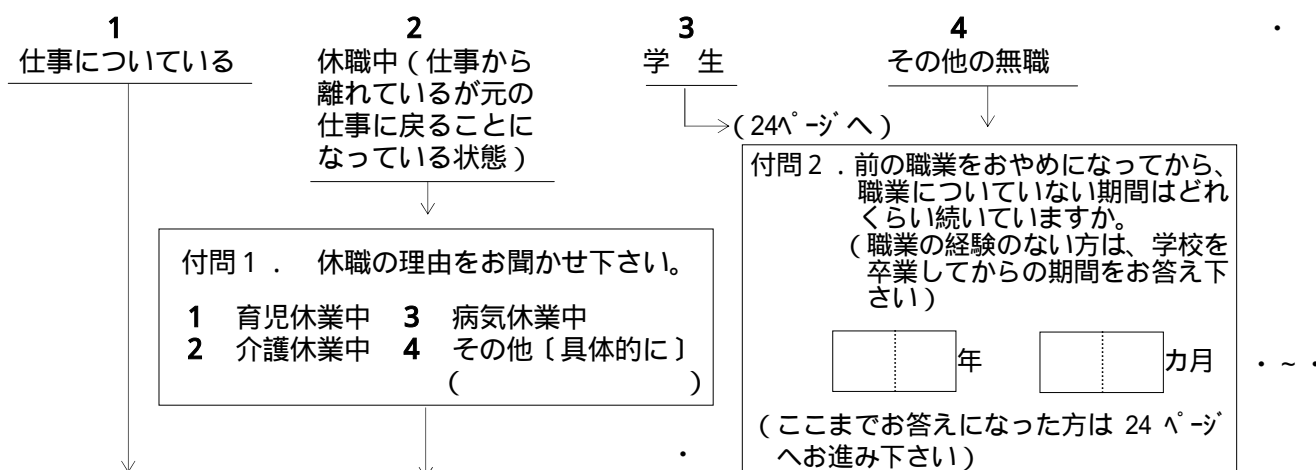 1 2 3 4
仕事についている 休職中（仕事から 学 生 その他の無職
離れているが元の
仕事に戻ることに
なっている状態）
（24ﾍﾟｰｼﾞへ）
付問1． 休職の理由をお聞かせ下さい。
1 育児休業中 3 病気休業中
2 介護休業中 4 その他〔具体的に〕
（ ）
付問2．前の職業をおやめになってから、
職業についていない期間はどれ
くらい続いていますか。
（職業の経験のない方は、学校を
卒業してからの期間をお答え下
さい）
年 カ月
（ここまでお答えになった方は 24 ﾍﾟｰｼﾞ
へお進み下さい）